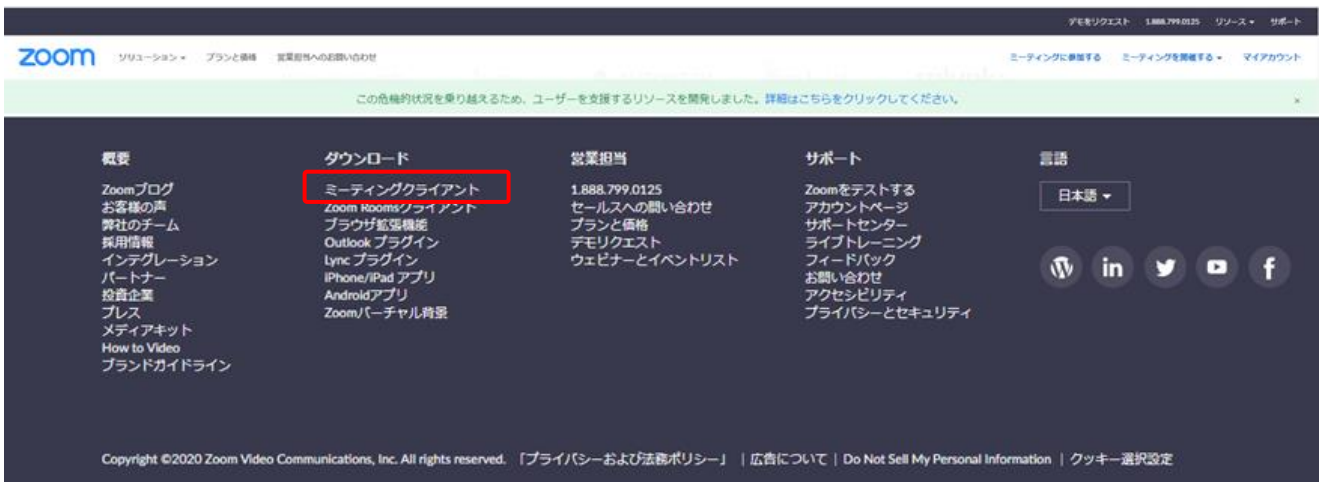 デモをリクエスト 1.888.799.0125 リソース サポート
zoom ソリューション プランと価格 営業担当へのお問い合わせ ミーティングに参加する ミーティングを開催する マイアカウント
この危機的状況を乗り越えるため、ユーザーを支援するリソースを開発しました。詳細はこちらをクリックしてください。 ×
概要
Zoomブログ
お客様の声
弊社のチーム
採用情報
インテグレーション
パートナー
投資企業
プレス
メディアキット
How to Video
ブランドガイドライン
ダウンロード
ミーティングクライアント
Zoom Roomsクライアント
ブラウザ拡張機能
Outlook プラグイン
Lync プラグイン
iPhone/iPad アプリ
Androidアプリ
Zoomバーチャル背景
営業担当
1.888.799.0125
セールスへの問い合わせ
プランと価格
デモリクエスト
ウェビナーとイベントリスト
サポート
Zoomをテストする
アカウントページ
サポートセンター
ライブトレーニング
フィードバック
お問い合わせ
アクセシビリティ
プライバシーとセキュリティ
言語
日本語
Copyright ©2020 Zoom Video Communications, Inc. All rights reserved. 「プライバシーおよび法務ポリシー」 | 広告について | Do Not Sell My Personal Information | クッキー選択設定